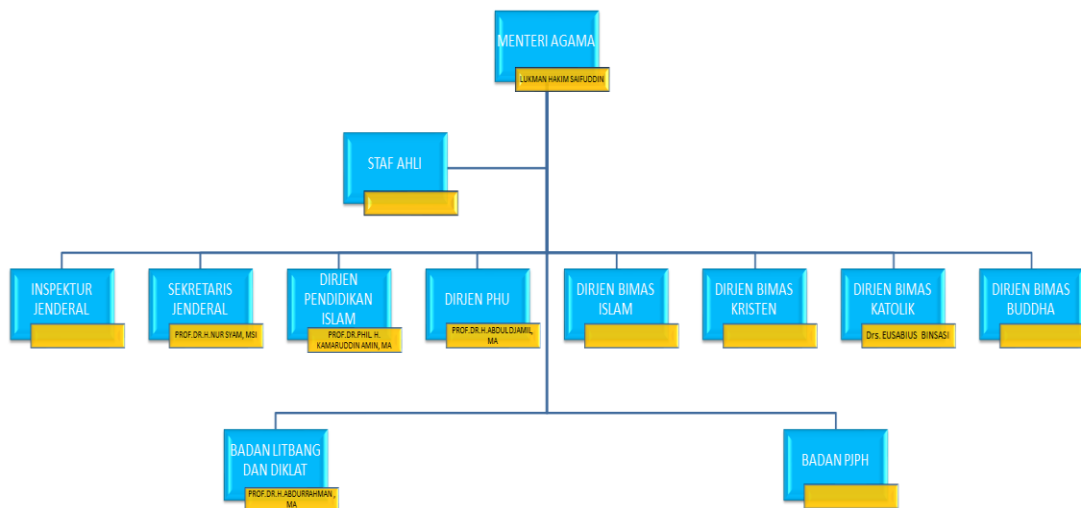 MENTERI AGAMA
LUKMAN HAKIM SAIFUDDIN
STAF AHLI
INSPEKTUR
JENDERAL
SEKRETARIS
JENDERAL
PROF.DR.H.NUR SYAM, MSI
DIRJEN
PENDIDIKAN
ISLAM
PROF.DR.PHIL. H.
KAMARUDDIN AMIN, MA
DIRJEN PHU
PROF.DR.H.ABDULDJAMIL,
MA
DIRJEN BIMAS
ISLAM
DIRJEN BIMAS
KRISTEN
DIRJEN BIMAS
KATOLIK
Drs. EUSABIUS BINSASI
DIRJEN BIMAS
BUDDHA
BADAN LITBANG
DAN DIKLAT
PROF.DR.H.ABDURRAHMAN ,
MA
BADAN PJPH